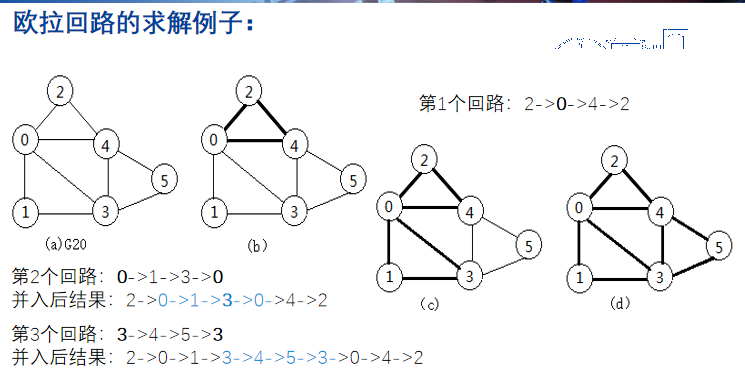 欧拉回路的求解例子：
第1个回路：2->0->4->2
2
0
4
5
1
3
(a)G20
2
0
4
5
1
3
(b)
2
0
4
5
1
3
(c)
2
0
4
5
1
3
(d)
第2个回路：0->1->3->0
并入后结果：2->0->1->3->0->4->2
第3个回路：3->4->5->3
并入后结果：2->0->1->3->4->5->3->0->4->2